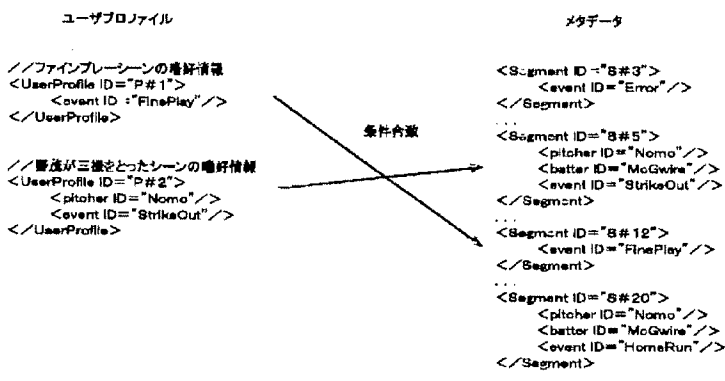 ユーザプロファイル
//ファインプレーシーンの嗜好情報
<UserProfile ID="P#1">
<event ID="FinePlay"/>
</UserProfile>
//野茂が三振をとったシーンの嗜好情報
<UserProfile ID="P#2">
<pitcher ID="Nomo"/>
<event ID="StrikeOut"/>
</UserProfile>
条件合致
メタデータ
<Segment ID="S#3">
<event ID="Error"/>
</Segment>
...
<Segment ID="S#5">
<pitcher ID="Nomo"/>
<batter ID="McGwire"/>
<event ID="StrikeOut"/>
</Segment>
...
<Segment ID="S#12">
<event ID="FinePlay"/>
</Segment>
...
<Segment ID="S#20">
<pitcher ID="Nomo"/>
<batter ID="McGwire"/>
<event ID="HomeRun"/>
</Segment>